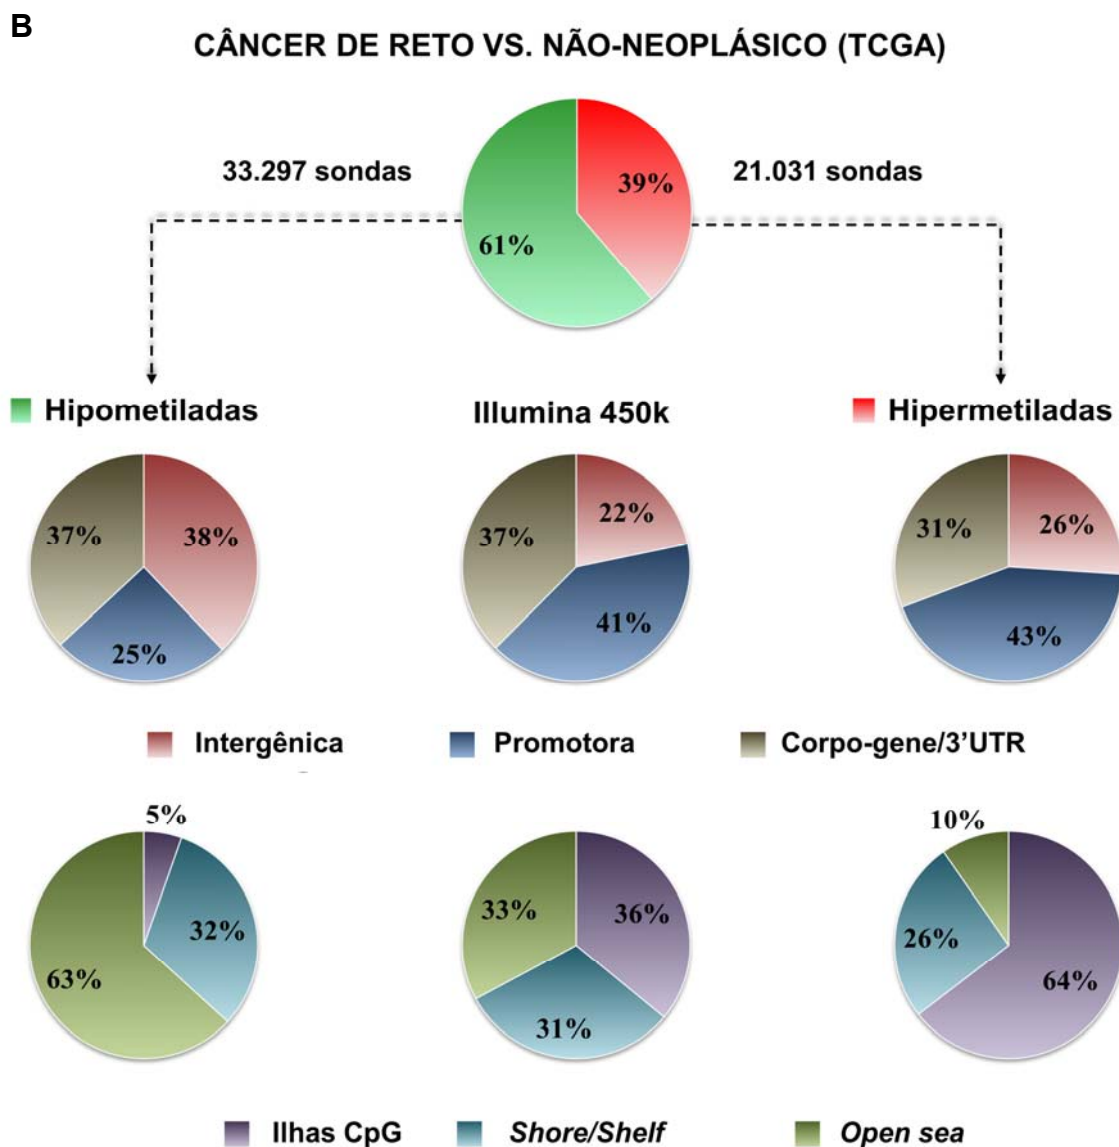 B
CÂNCER DE RETO VS. NÃO-NEOPLÁSICO (TCGA)
33.297 sondas
39%
21.031 sondas
61%
Hipometiladas
Illumina 450k
Hipermetiladas
37%
38%
25%
37%
22%
41%
31%
26%
43%
Intergênica
Promotora
Corpo-gene/3’UTR
5%
32%
63%
33%
36%
31%
10%
26%
64%
Ilhas CpG
Shore/Shelf
Open sea